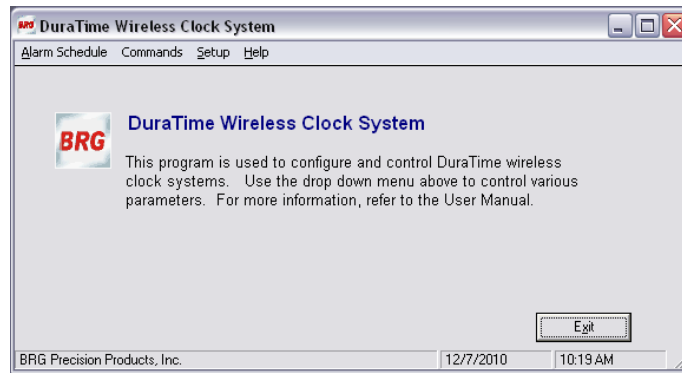 BRG DuraTime Wireless Clock System
Alarm Schedule Commands Setup Help
BRG
DuraTime Wireless Clock System
This program is used to configure and control DuraTime wireless
clock systems. Use the drop down menu above to control various
parameters. For more information, refer to the User Manual.
Exit
BRG Precision Products, Inc. 12/7/2010 10:19 AM